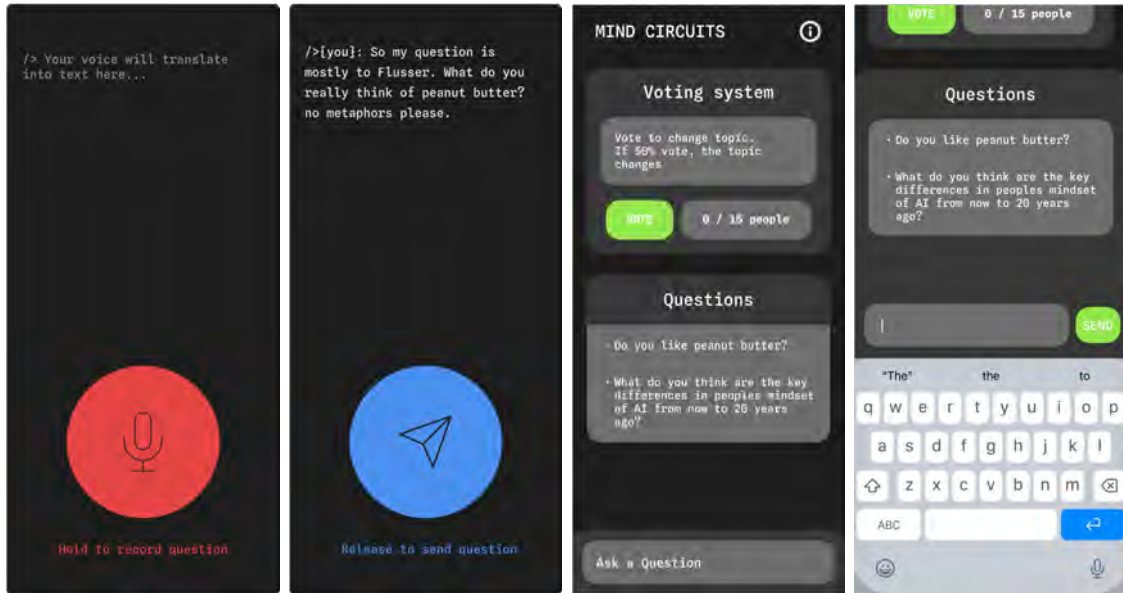 /> Your voice will translate
into text here...
Hold to record question
/>{you}: So my question is
mostly to Flusser. What do you
really think of peanut butter?
no metaphors please.
Release to send question
MIND CIRCUITS
Voting system
Vote to change topic.
If 50% vote, the topic
changes
VOTE
0 / 15 people
Questions
· Do you like peanut butter?
· What do you think are the key
differences in peoples mindset
of AI from now to 20 years
ago?
Ask a Question
VOTE
0 / 15 people
Questions
· Do you like peanut butter?
· What do you think are the key
differences in peoples mindset
of AI from now to 20 years
ago?
SEND
"The" the to
q w e r t y u i o p
a s d f g h j k l
z x c v b n m
ABC